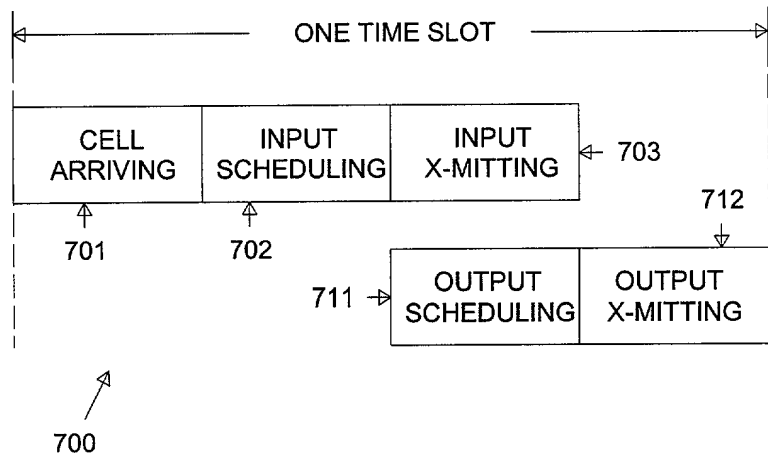 ONE TIME SLOT
CELL
ARRIVING
INPUT
SCHEDULING
INPUT
X-MITTING
703
701
702
712
711
OUTPUT
SCHEDULING
OUTPUT
X-MITTING
700